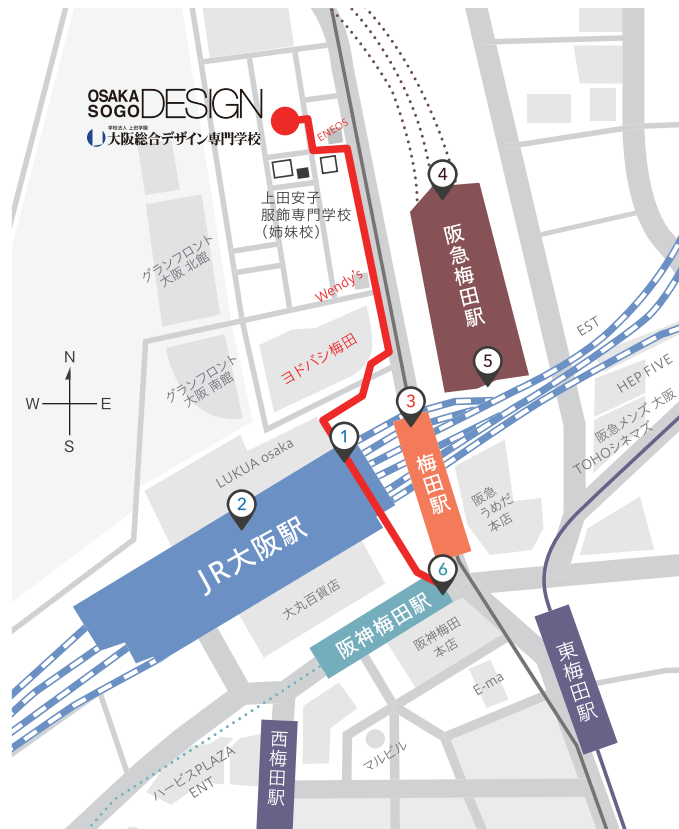 OSAKA
SOGO
DESIGN
学校法人 上田学園
大阪総合デザイン専門学校
ENEOS
上田安子
服飾専門学校
（姉妹校）
4
阪急梅田駅
グランフロント
大阪 北館
Wendy's
EST
ヨドバシ梅田
5
HEP FIVE
N
W
E
S
グランフロント
大阪 南館
3
阪急メンズ 大阪
TOHOシネマズ
1
LUKUA osaka
梅田駅
2
阪急
うめだ
本店
JR大阪駅
6
大丸百貨店
阪神梅田駅
阪神梅田
本店
東梅田駅
E-ma
西梅田駅
マルビル
ハービスPLAZA
ENT